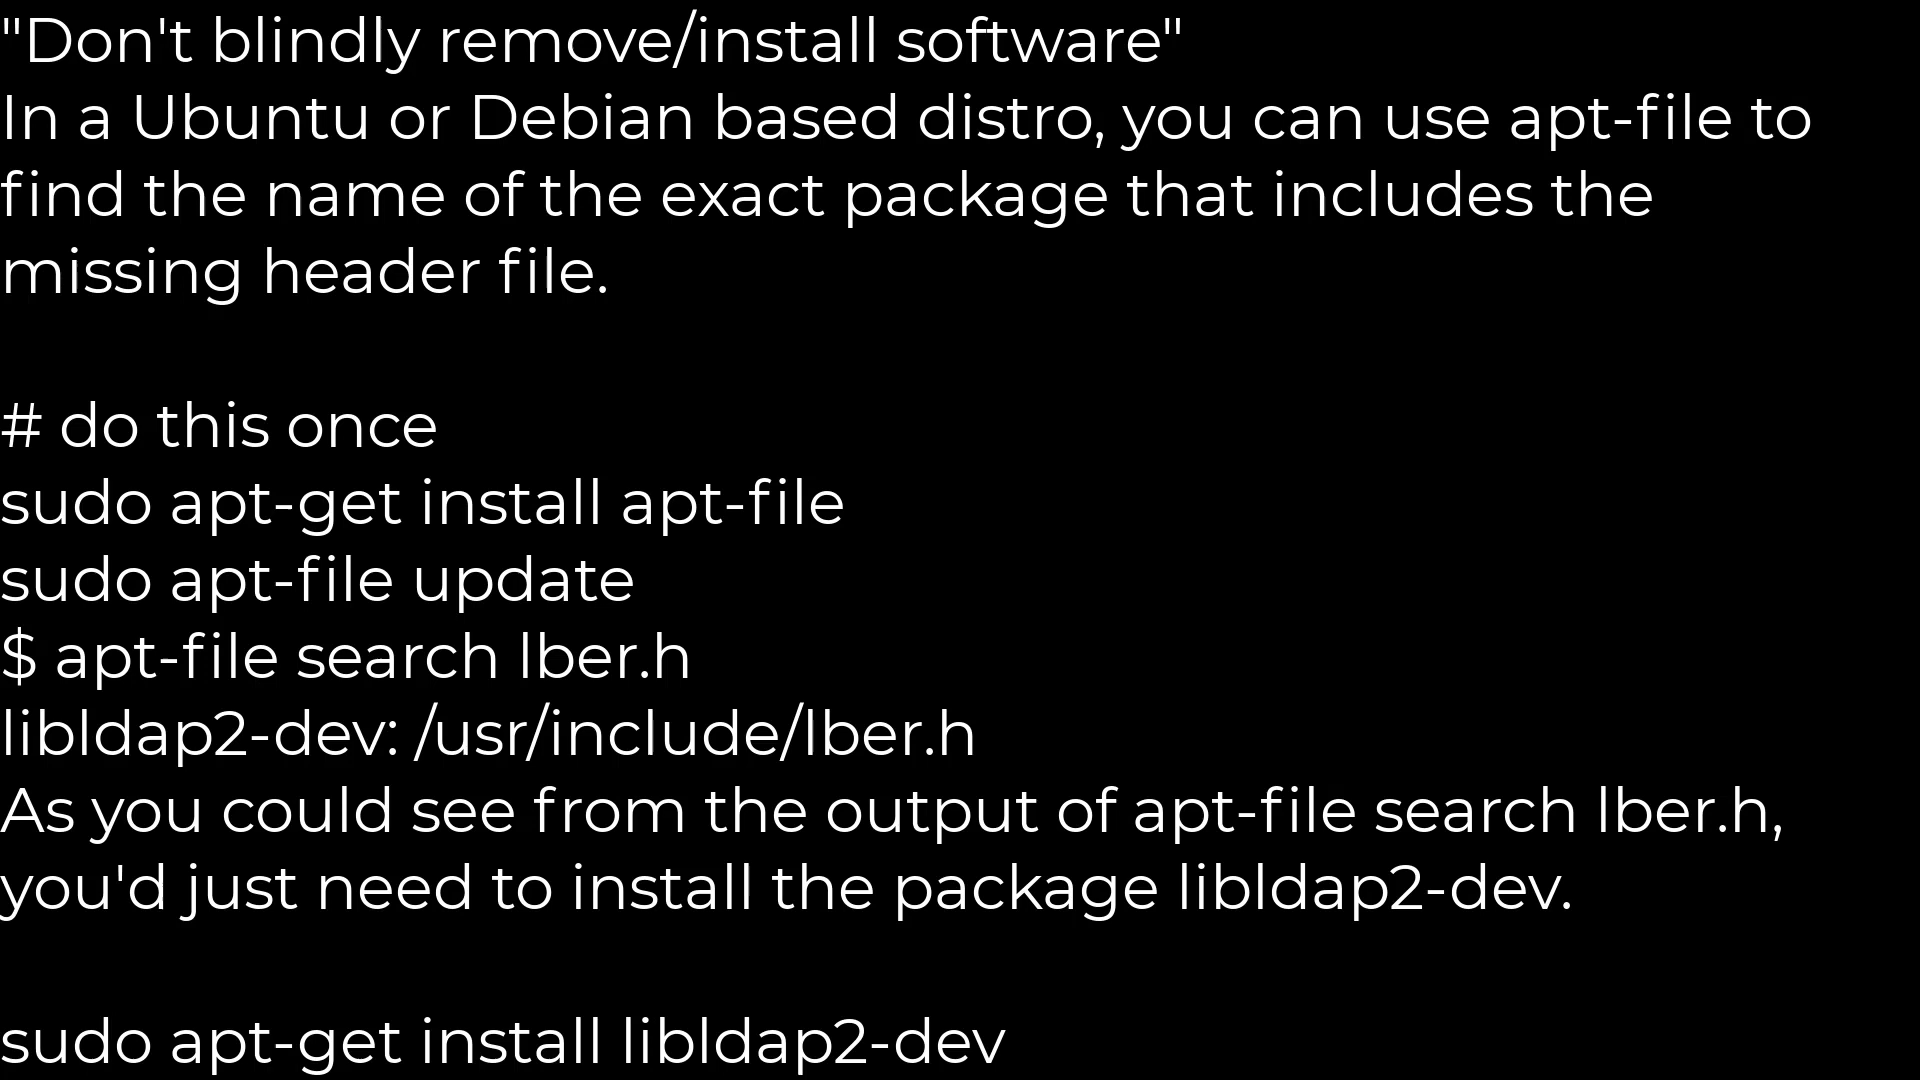 "Don't blindly remove/install software"
In a Ubuntu or Debian based distro, you can use apt-file to
find the name of the exact package that includes the
missing header file.
# do this once
sudo apt-get install apt-file
sudo apt-file update
$ apt-file search lber.h
libldap2-dev: /usr/include/lber.h
As you could see from the output of apt-file search lber.h,
you'd just need to install the package libldap2-dev.
sudo apt-get install libldap2-dev